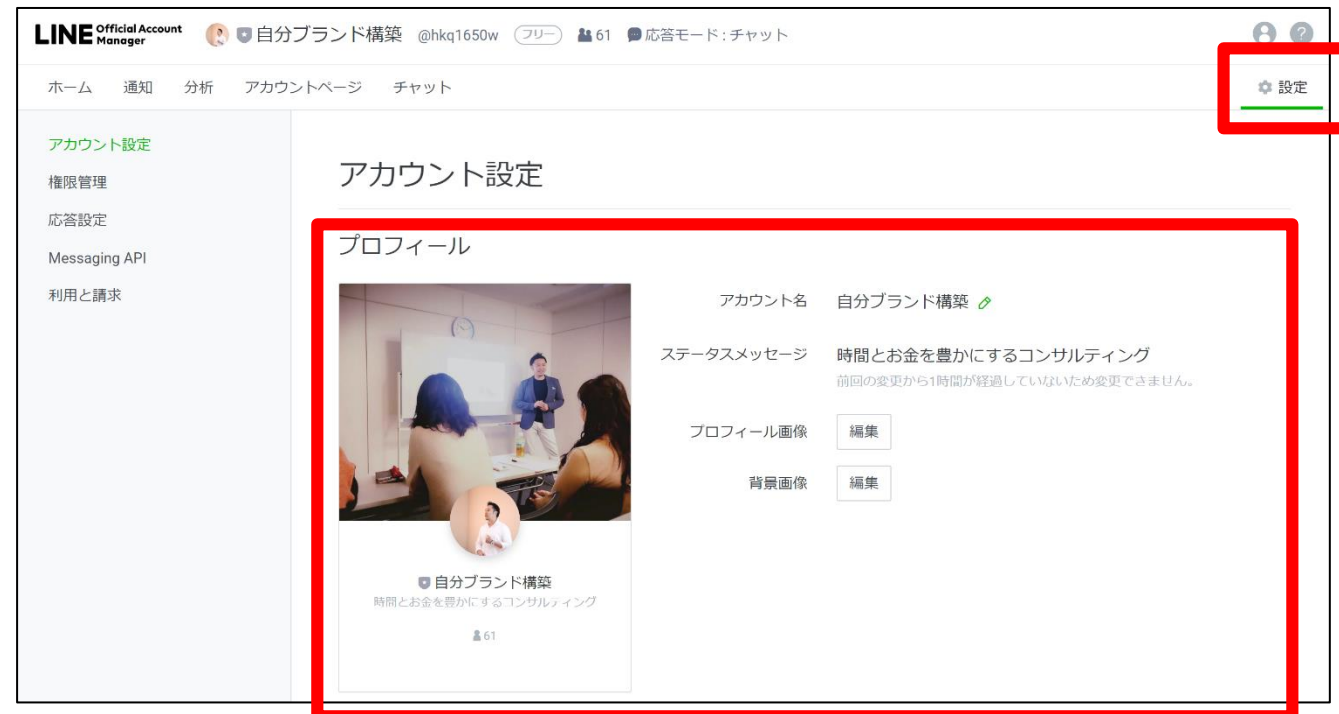 LINE Official Account Manager 自分ブランド構築 @hkq1650w フリー 61 応答モード : チャット
ホーム 通知 分析 アカウントページ チャット 設定
アカウント設定
権限管理
応答設定
Messaging API
利用と請求
アカウント設定
プロフィール
アカウント名 自分ブランド構築
ステータスメッセージ 時間とお金を豊かにするコンサルティング
前回の変更から1時間が経過していないため変更できません。
プロフィール画像 編集
背景画像 編集
自分ブランド構築
時間とお金を豊かにするコンサルティング
61